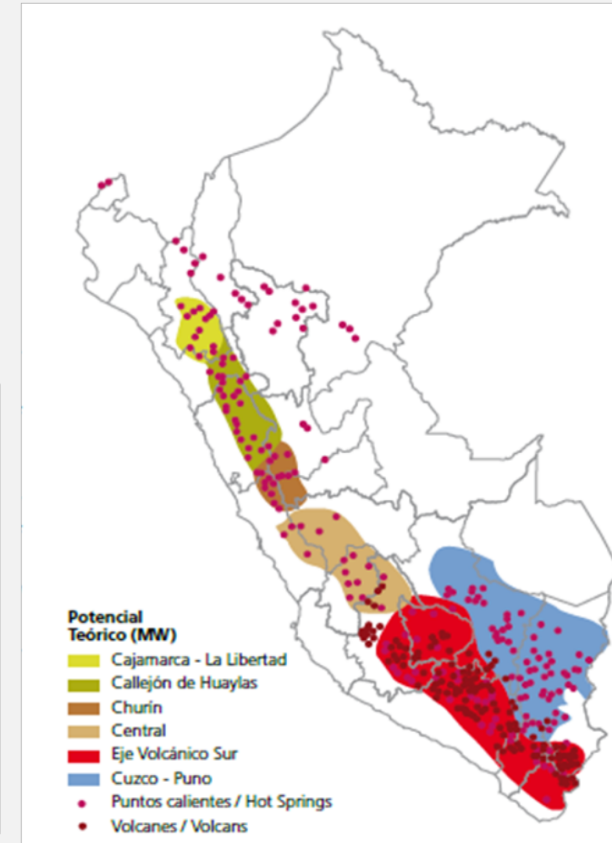 Potencial
Teórico (MW)
Cajamarca - La Libertad
Callejón de Huaylas
Churín
Central
Eje Volcánico Sur
Cuzco - Puno
Puntos calientes / Hot Springs
Volcanes / Volcans